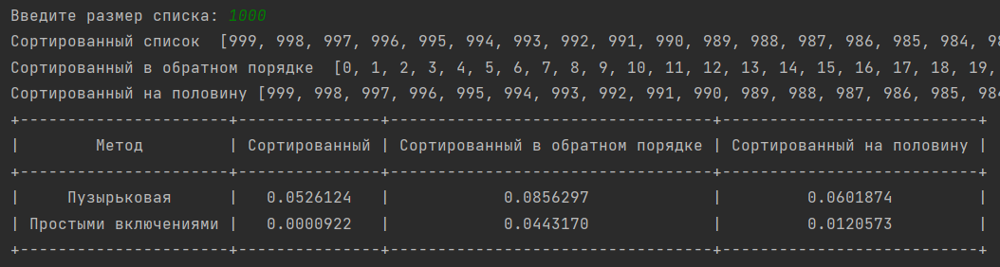 Введите размер списка: 1000
Сортированный список  [999, 998, 997, 996, 995, 994, 993, 992, 991, 990, 989, 988, 987, 986, 985, 984, 98
Сортированный в обратном порядке  [0, 1, 2, 3, 4, 5, 6, 7, 8, 9, 10, 11, 12, 13, 14, 15, 16, 17, 18, 19,
Сортированный на половину [999, 998, 997, 996, 995, 994, 993, 992, 991, 990, 989, 988, 987, 986, 985, 984
+----------------------+---------------+----------------------------------+---------------------------+
|        Метод         | Сортированный | Сортированный в обратном порядке | Сортированный на половину |
+----------------------+---------------+----------------------------------+---------------------------+
|     Пузырьковая      |   0.0526124   |            0.0856297             |         0.0601874         |
| Простыми включениями |   0.0000922   |            0.0443170             |         0.0120573         |
+----------------------+---------------+----------------------------------+---------------------------+